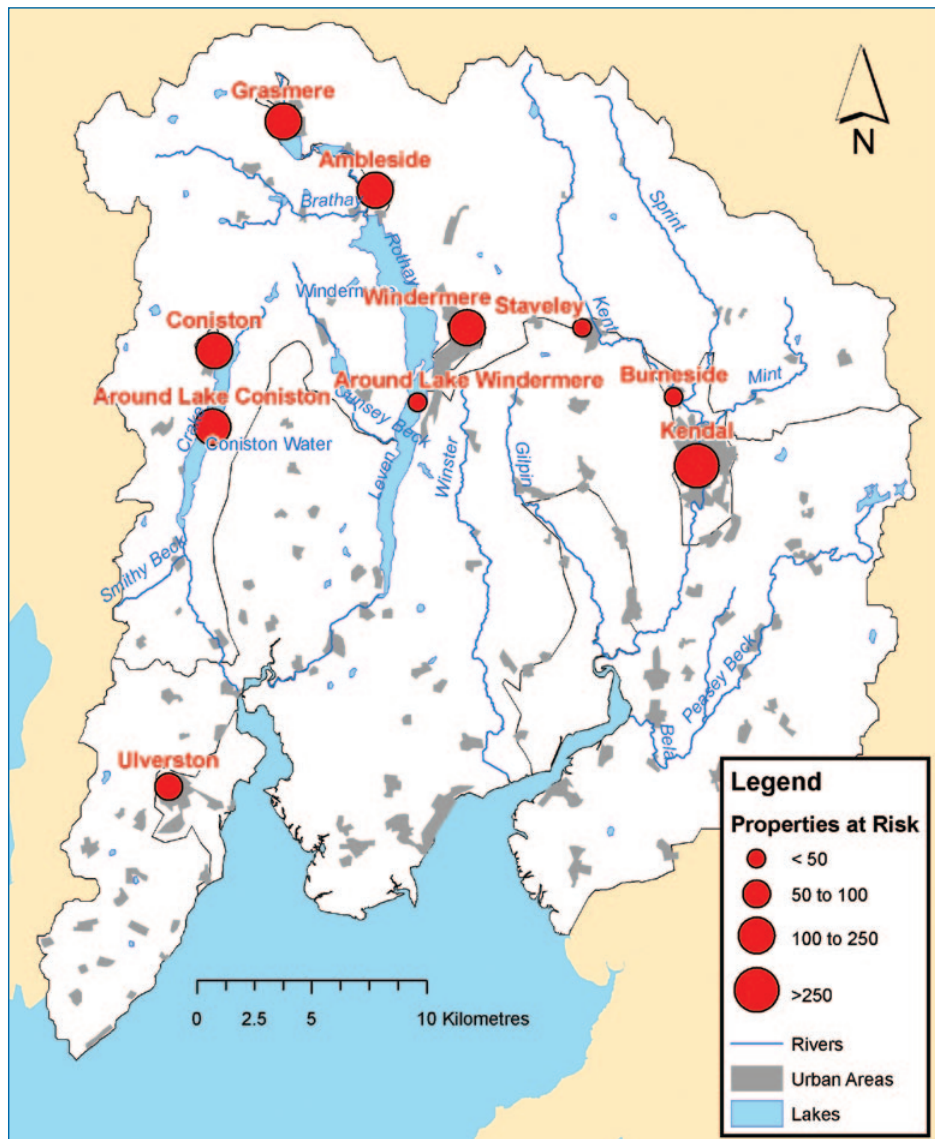 Grasmere
N
Ambleside
Brathay
Sprint
Rothay
Windermere
Windermere
Staveley
Kent
Coniston
Around Lake Windermere
Burneside
Mint
Around Lake Coniston
Crake
Coniston Water
Cunsey Beck
Kendal
Leven
Winster
Gilpin
Smithy Beck
Peasey Beck
Bela
Ulverston
Legend
Properties at Risk
< 50
50 to 100
100 to 250
>250
Rivers
Urban Areas
Lakes
0 2.5 5 10 Kilometres